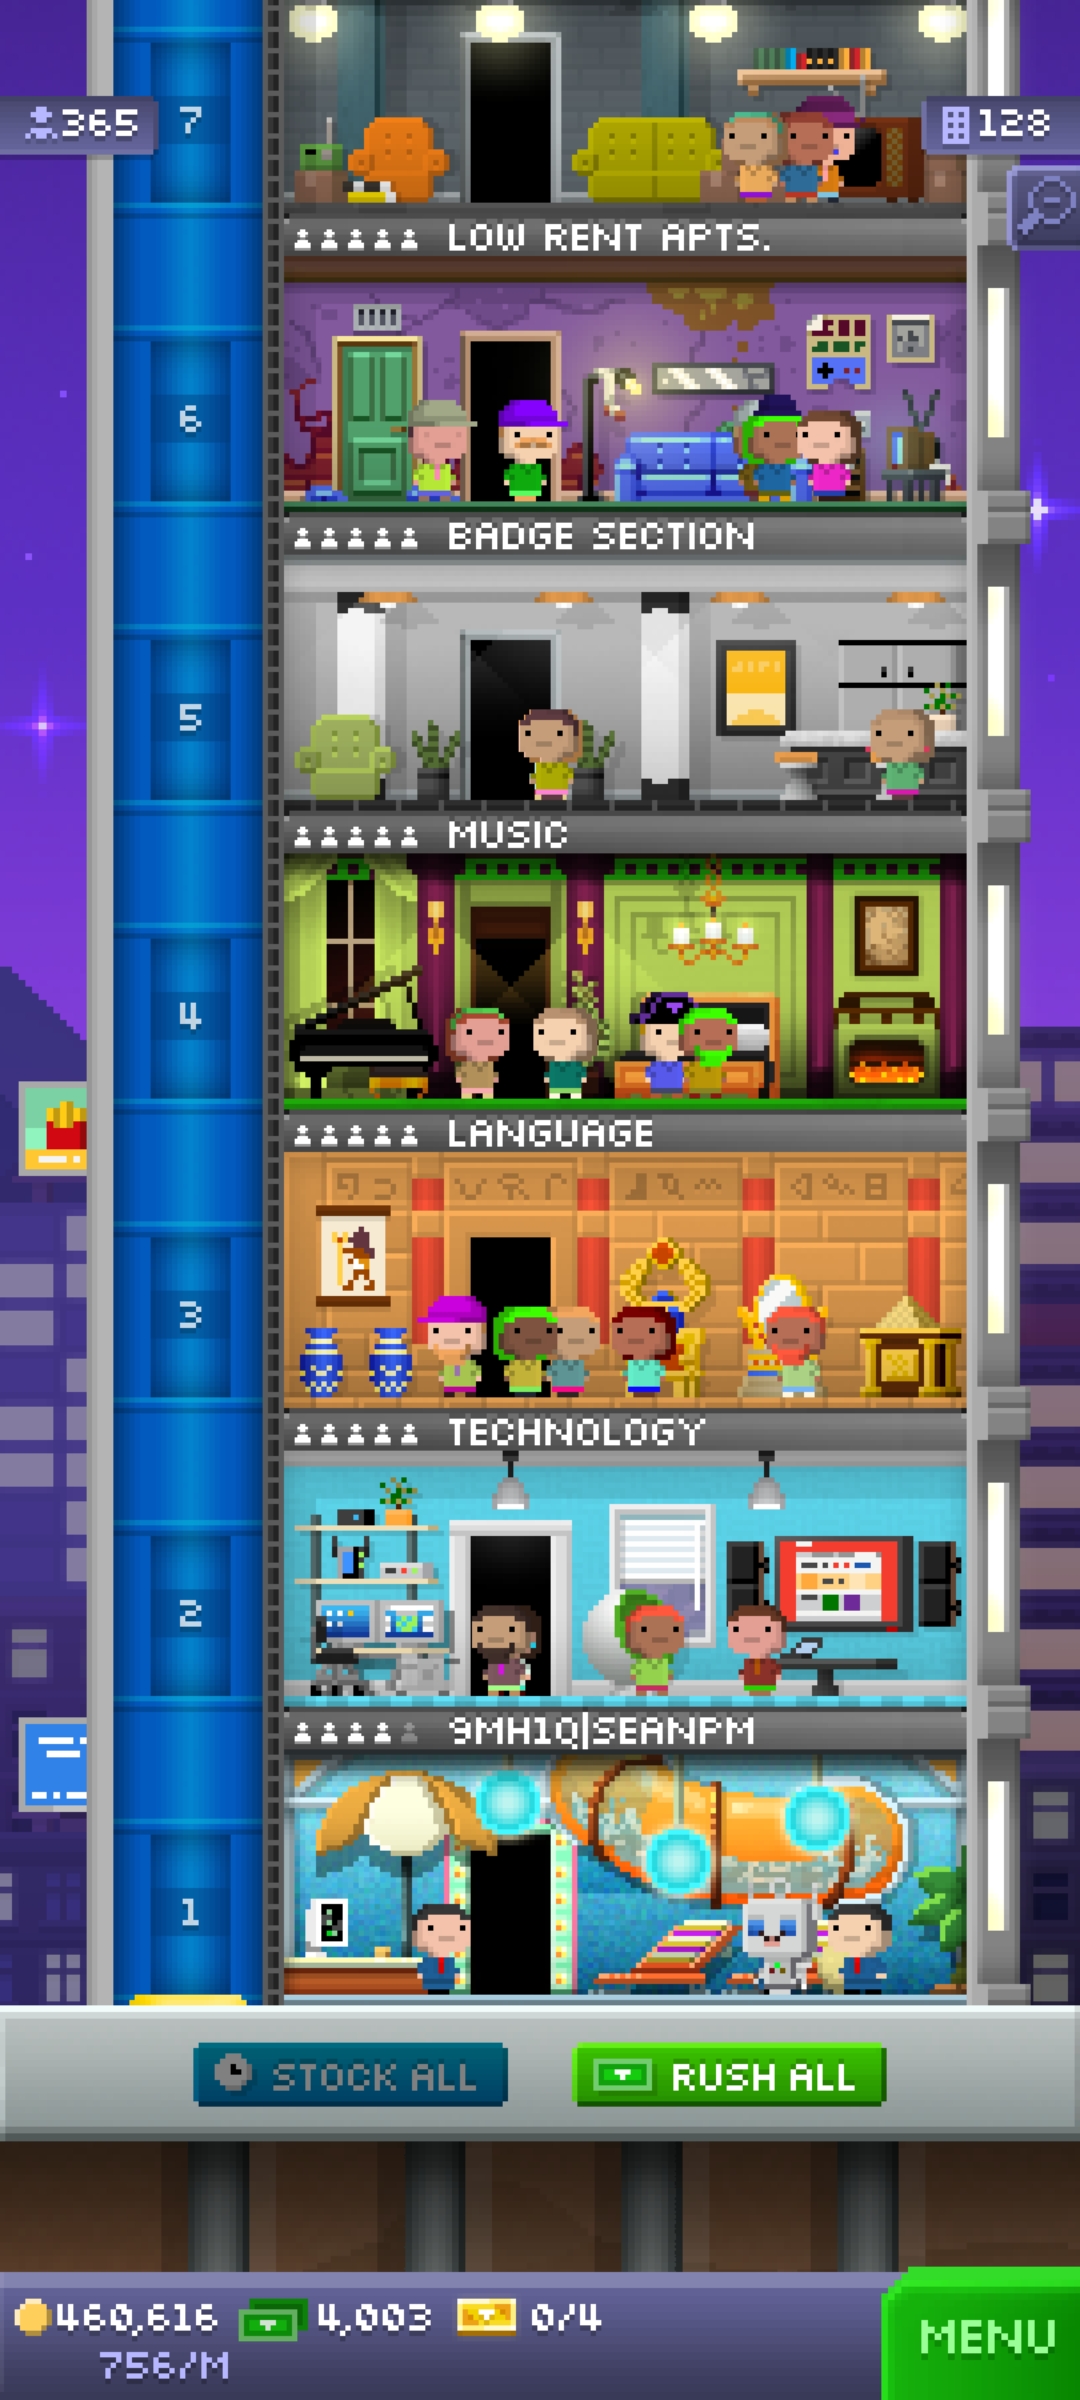 7
365
128
LOW RENT APTS.
6
BADGE SECTION
5
MUSIC
4
LANGUAGE
3
TECHNOLOGY
2
9MH1Q|SEANPM
1
STOCK ALL
RUSH ALL
460,616
4,003
0/4
756/M
MENU